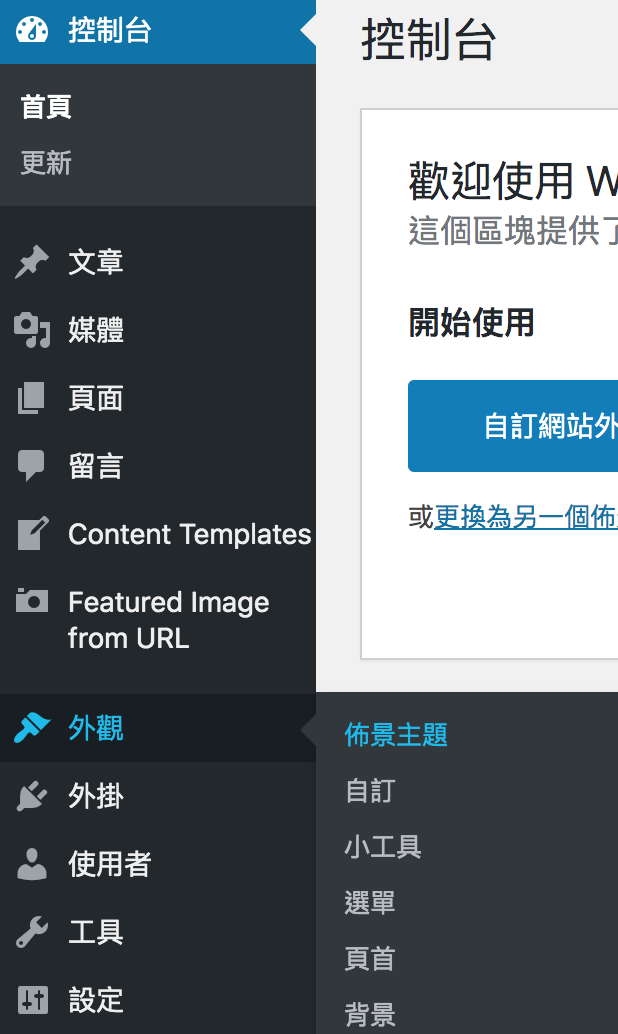 控制台
首頁
更新
文章
媒體
頁面
留言
Content Templates
Featured Image
from URL
外觀
外掛
使用者
工具
設定
控制台
歡迎使用 W
這個區塊提供了
開始使用
自訂網站外
或更換為另一個佈
佈景主題
自訂
小工具
選單
頁首
背景